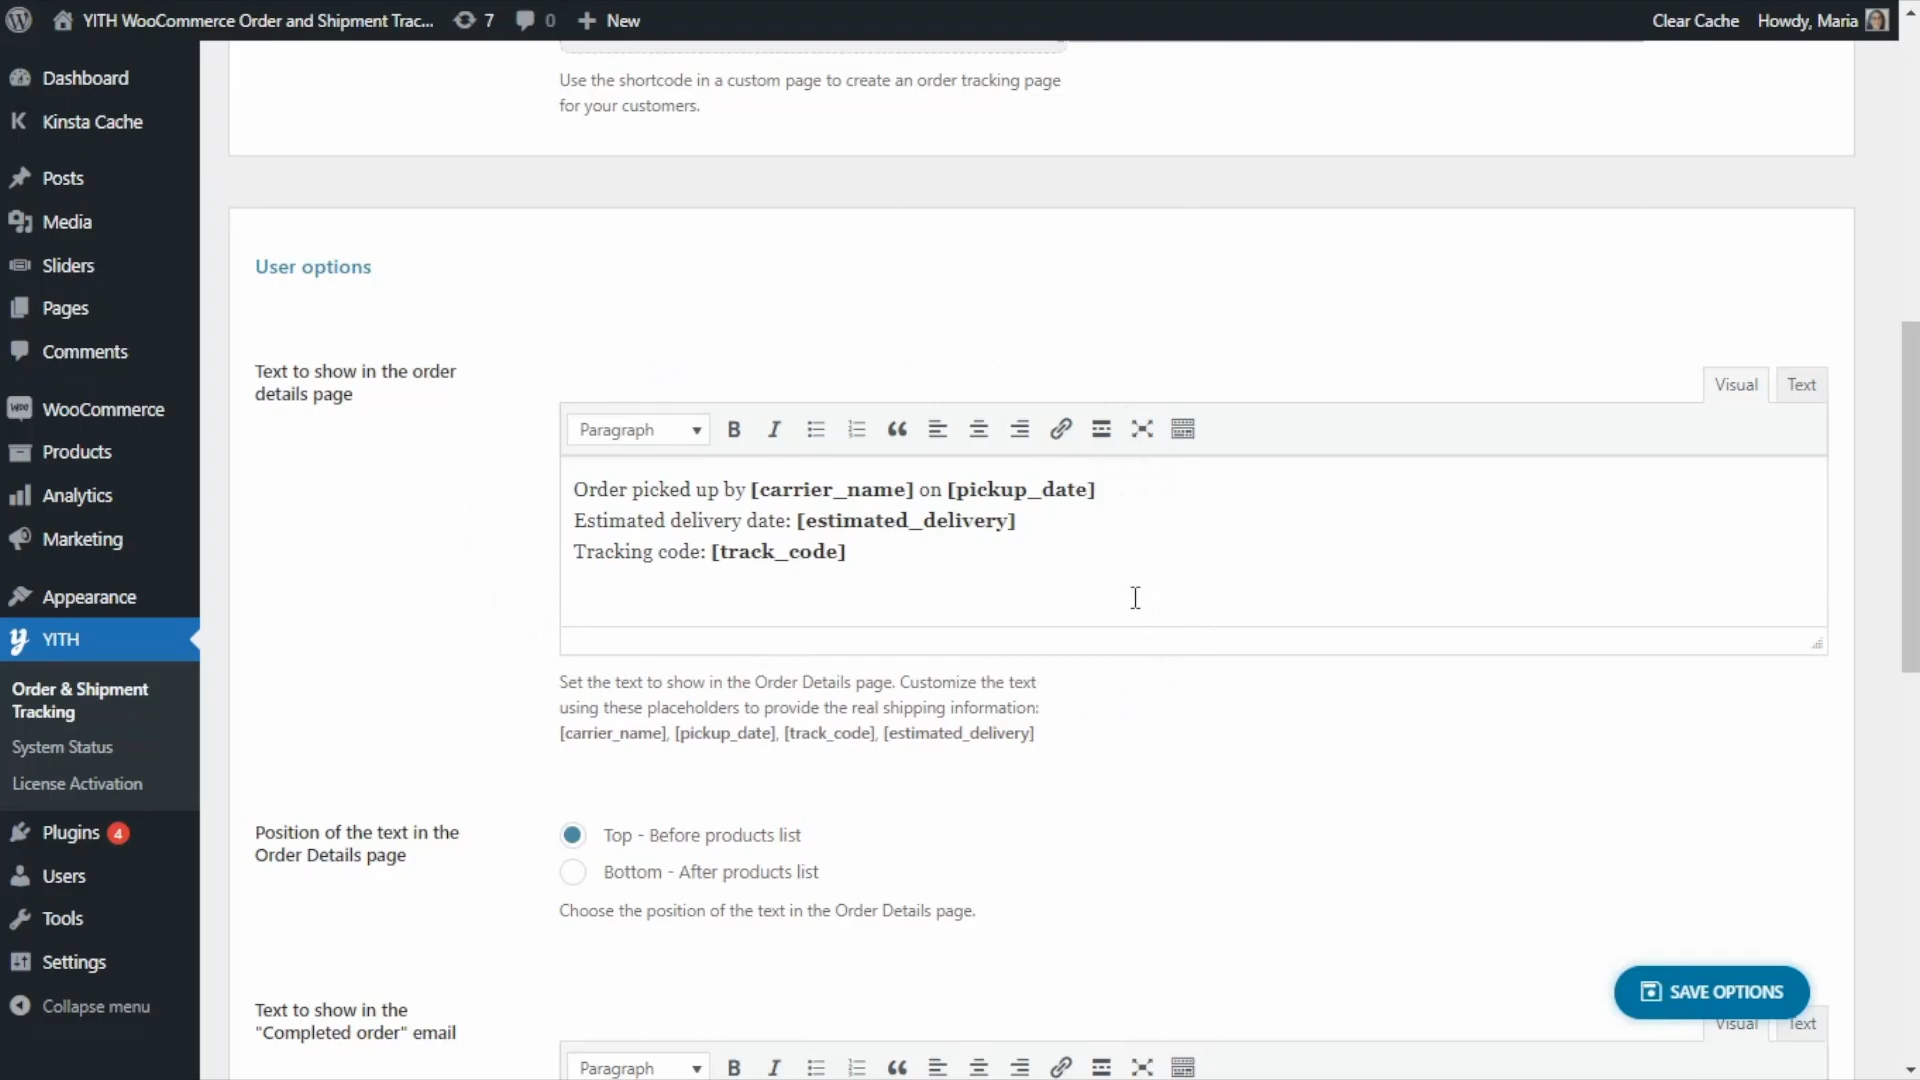 YITH WooCommerce Order and Shipment Trac... 7 0 New Clear Cache Howdy, Maria
Dashboard
Kinsta Cache
Posts
Media
Sliders
Pages
Comments
WooCommerce
Products
Analytics
Marketing
Appearance
YITH
Order & Shipment
Tracking
System Status
License Activation
Plugins 4
Users
Tools
Settings
Collapse menu
Use the shortcode in a custom page to create an order tracking page
for your customers.
User options
Text to show in the order
details page
Visual Text
Paragraph
Order picked up by [carrier_name] on [pickup_date]
Estimated delivery date: [estimated_delivery]
Tracking code: [track_code]
Set the text to show in the Order Details page. Customize the text
using these placeholders to provide the real shipping information:
[carrier_name], [pickup_date], [track_code], [estimated_delivery]
Position of the text in the
Order Details page
Top - Before products list
Bottom - After products list
Choose the position of the text in the Order Details page.
SAVE OPTIONS
Text to show in the
"Completed order" email
Visual Text
Paragraph